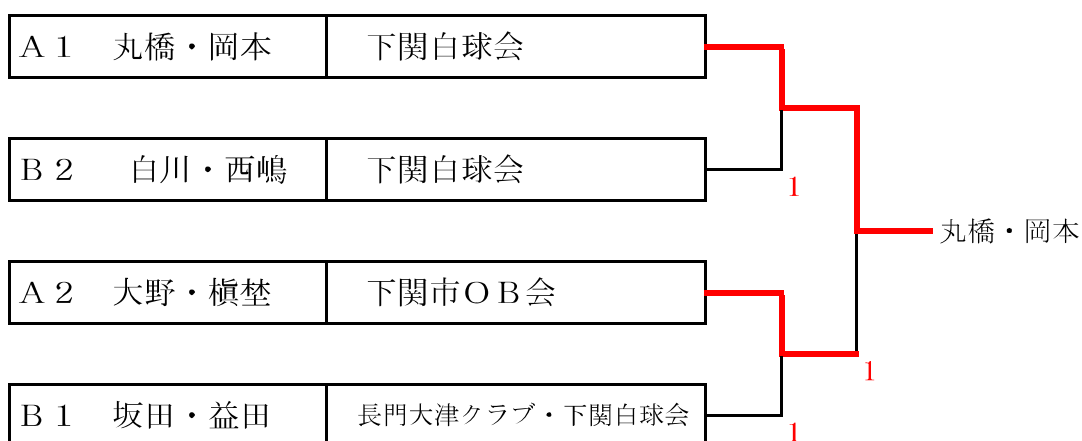 Ａ１ 丸橋・岡本 下関白球会
Ｂ２ 白川・西嶋 下関白球会
1
丸橋・岡本
Ａ２ 大野・槇埜 下関市ＯＢ会
1
Ｂ１ 坂田・益田 長門大津クラブ・下関白球会
1